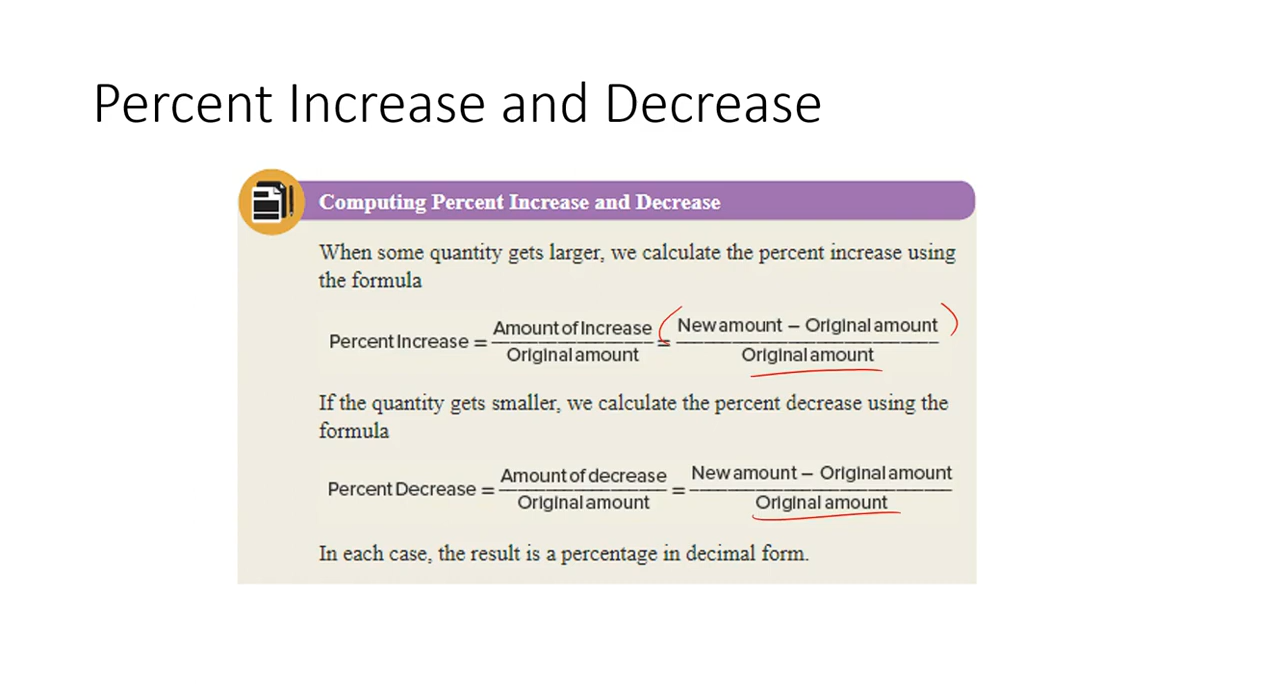 Percent Increase and Decrease
Computing Percent Increase and Decrease
When some quantity gets larger, we calculate the percent increase using
the formula
Percent Increase = Amount of Increase / Original amount = New amount − Original amount / Original amount
If the quantity gets smaller, we calculate the percent decrease using the
formula
Percent Decrease = Amount of decrease / Original amount = New amount − Original amount / Original amount
In each case, the result is a percentage in decimal form.